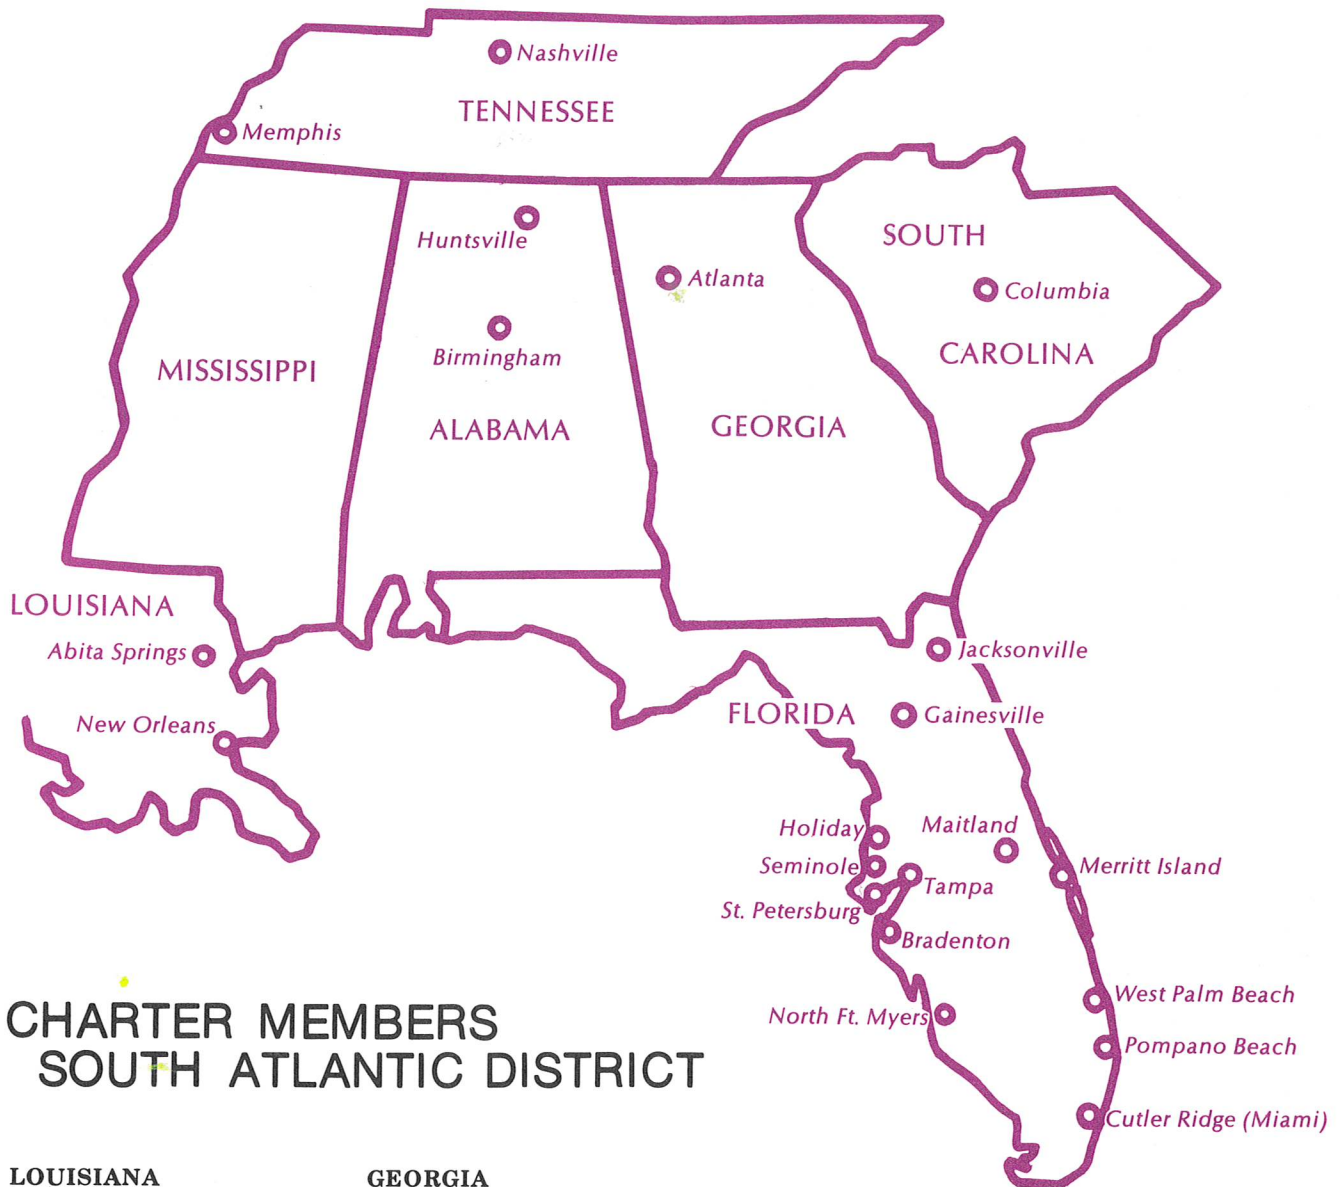 Nashville
TENNESSEE
Memphis
Huntsville
SOUTH
Atlanta
Columbia
Birmingham
CAROLINA
MISSISSIPPI
ALABAMA
GEORGIA
LOUISIANA
Abita Springs
Jacksonville
New Orleans
FLORIDA
Gainesville
Holiday
Maitland
Seminole
Merritt Island
Tampa
St. Petersburg
Bradenton
West Palm Beach
North Ft. Myers
Pompano Beach
Cutler Ridge (Miami)
CHARTER MEMBERS
SOUTH ATLANTIC DISTRICT
LOUISIANA
GEORGIA